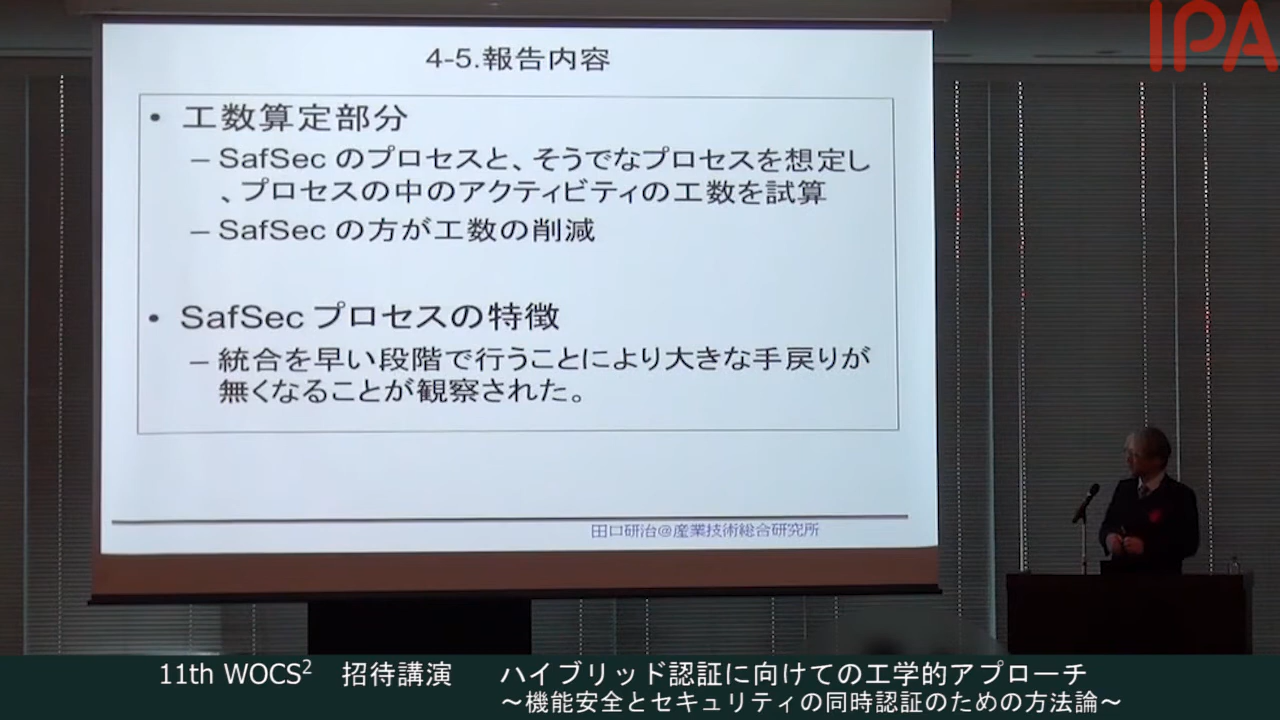 IPA
4-5.報告内容
• 工数算定部分
– SafSec のプロセスと、そうでなプロセスを想定し
、プロセスの中のアクティビティの工数を試算
– SafSec の方が工数の削減
• SafSec プロセスの特徴
– 統合を早い段階で行うことにより大きな手戻りが
無くなることが観察された。
田口研治@産業技術総合研究所
11th WOCS2 招待講演 ハイブリッド認証に向けての工学的アプローチ
～機能安全とセキュリティの同時認証のための方法論～